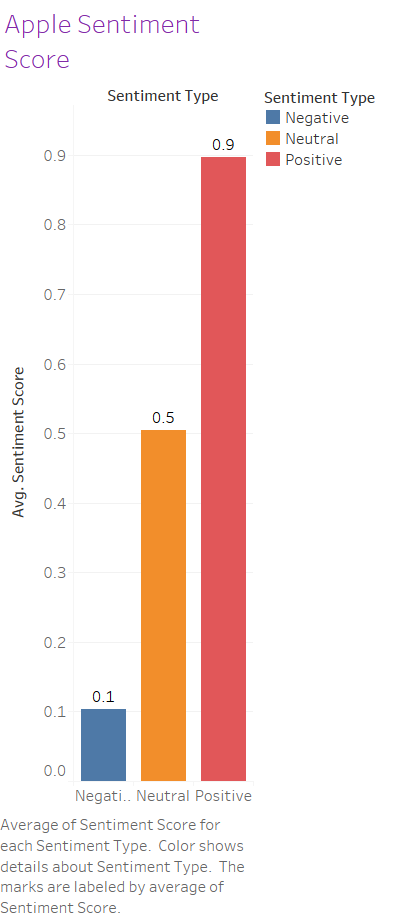 Apple Sentiment
Score
Sentiment Type
Sentiment Type
Negative
Neutral
Positive
Avg. Sentiment Score
0.9
0.8
0.7
0.6
0.5
0.4
0.3
0.2
0.1
0.0
0.1
0.5
0.9
Negati.. Neutral Positive
Average of Sentiment Score for
each Sentiment Type.  Color shows
details about Sentiment Type.  The
marks are labeled by average of
Sentiment Score.